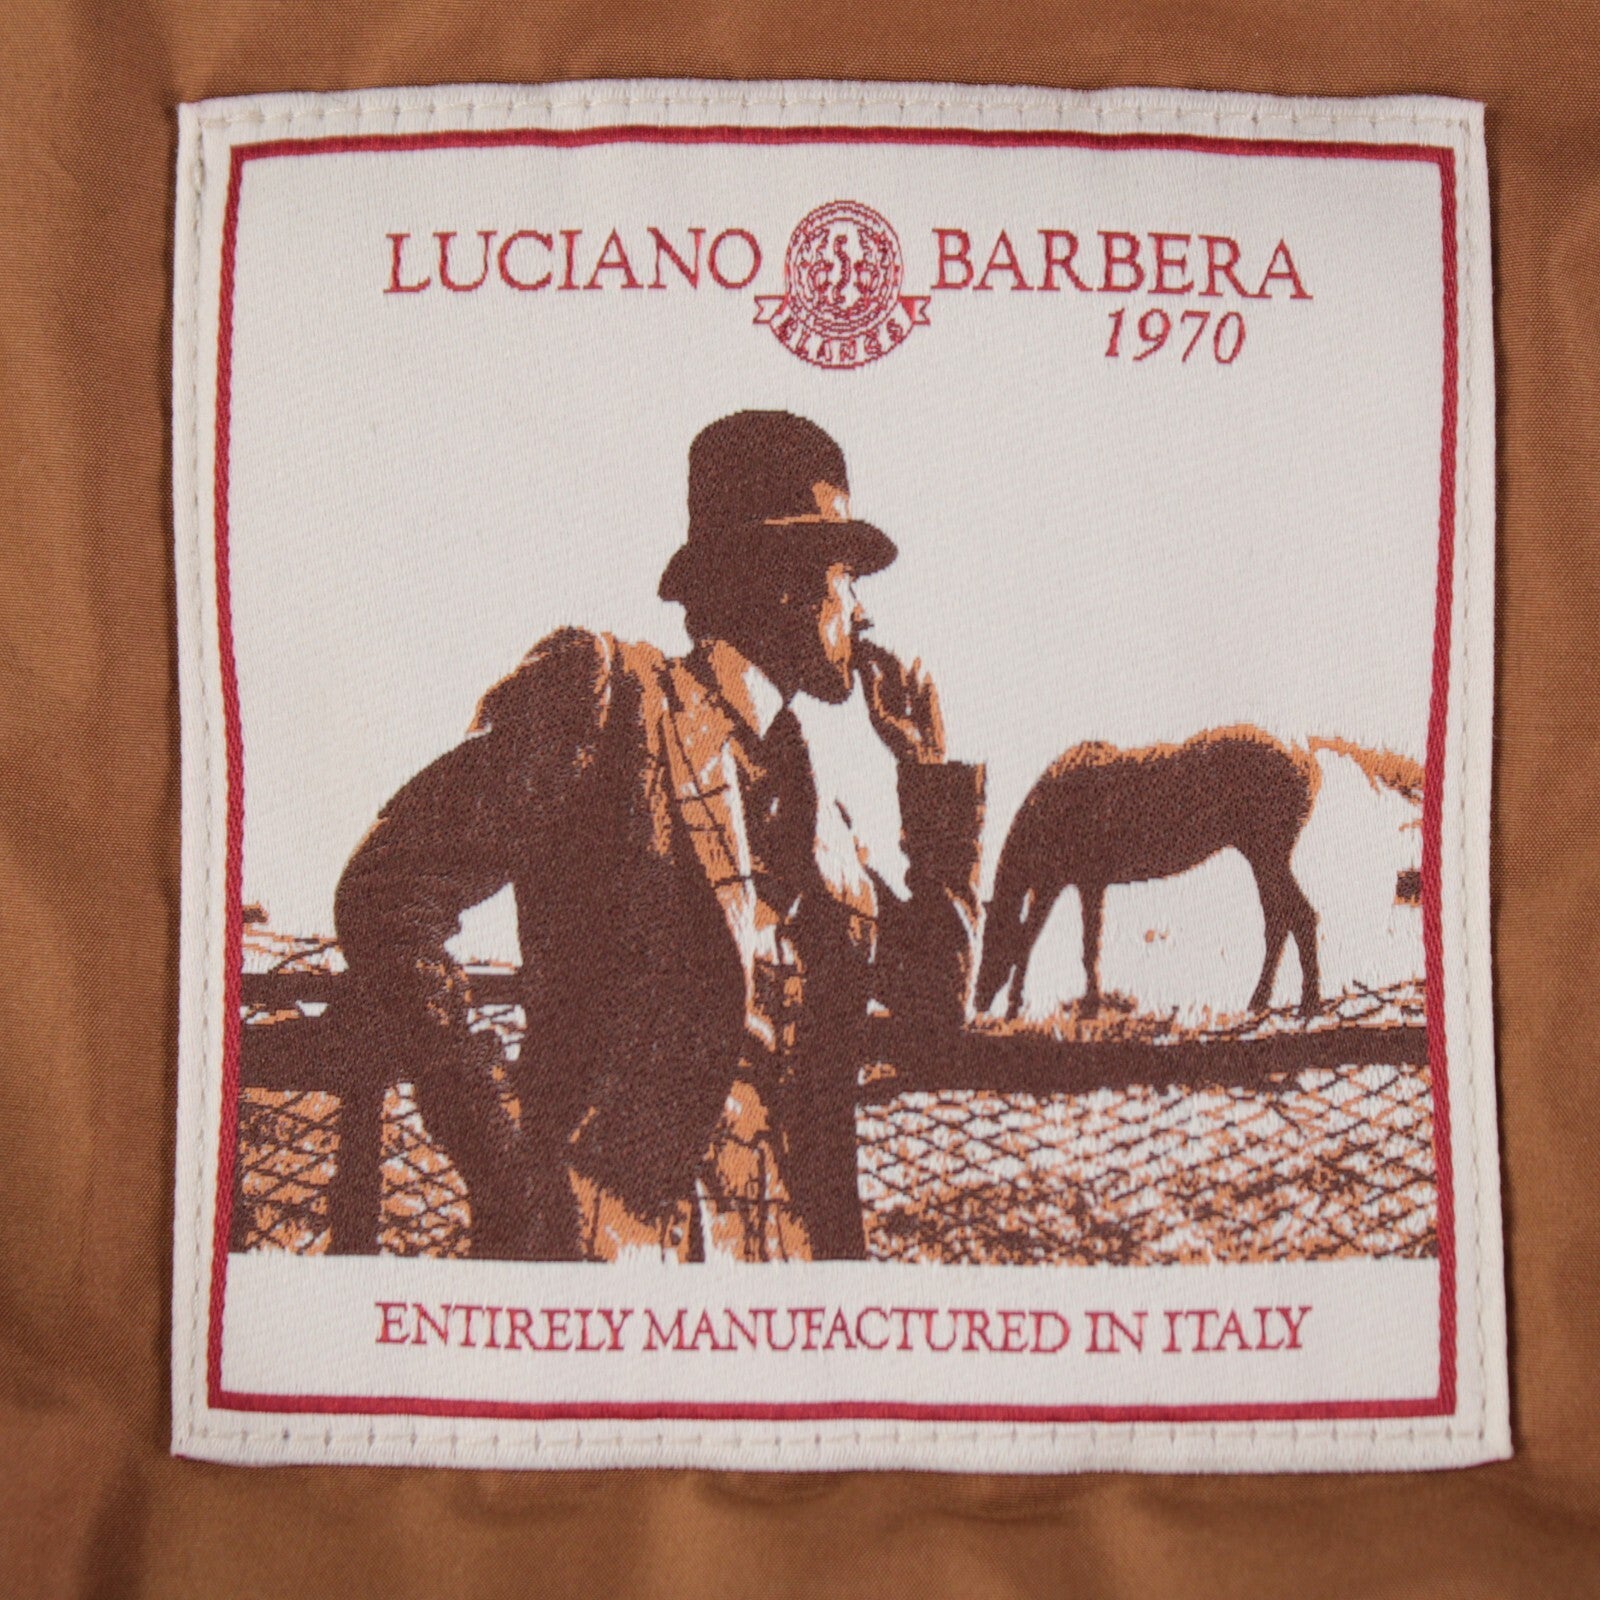 LUCIANO BARBERA
1970
ENTIRELY MANUFACTURED IN ITALY